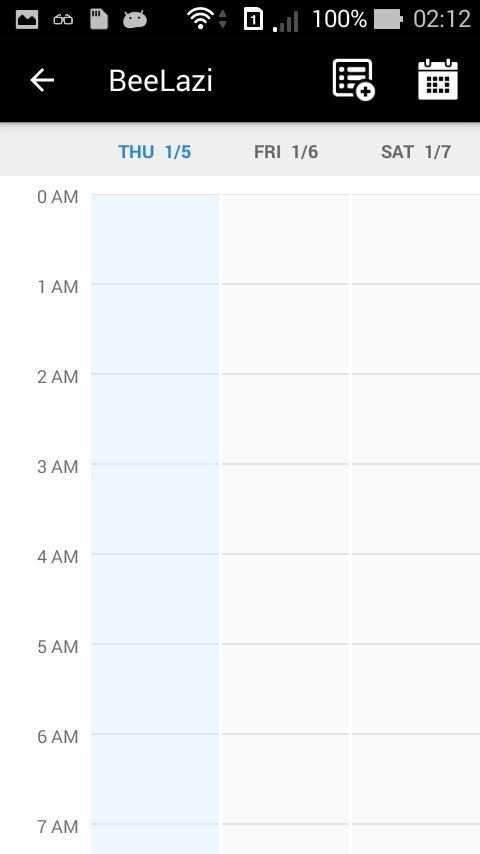 1 100% 02:12
BeeLazi
THU 1/5 FRI 1/6 SAT 1/7
0 AM
1 AM
2 AM
3 AM
4 AM
5 AM
6 AM
7 AM